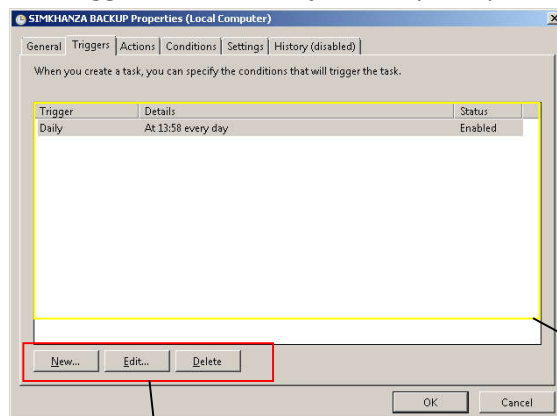 SIMKHANZA BACKUP Properties (Local Computer)
General Triggers Actions Conditions Settings History (disabled)
When you create a task, you can specify the conditions that will trigger the task.
Trigger Details Status
Daily At 13:58 every day Enabled
New... Edit... Delete
OK Cancel